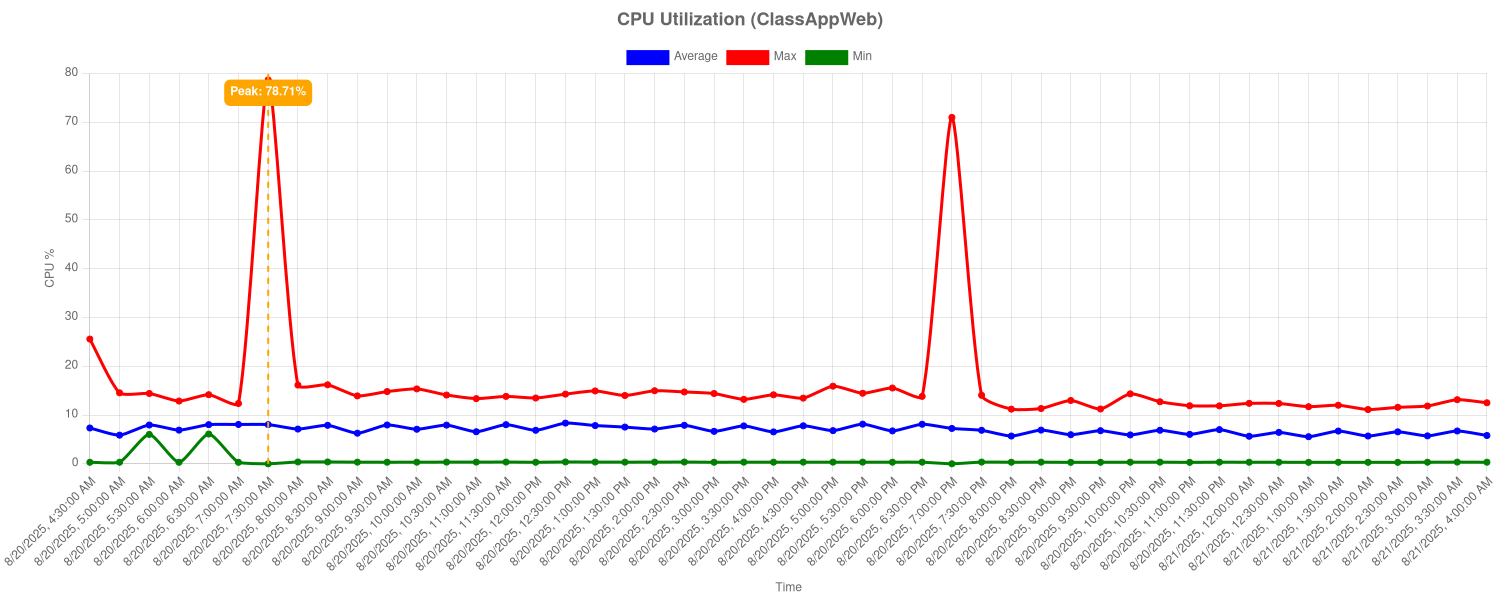 CPU Utilization (ClassAppWeb)
Average Max Min
Peak: 78.71%
80
70
60
50
40
30
20
10
0
CPU %
8/20/2025, 4:30:00 AM
8/20/2025, 5:00:00 AM
8/20/2025, 5:30:00 AM
8/20/2025, 6:00:00 AM
8/20/2025, 6:30:00 AM
8/20/2025, 7:00:00 AM
8/20/2025, 7:30:00 AM
8/20/2025, 8:00:00 AM
8/20/2025, 8:30:00 AM
8/20/2025, 9:00:00 AM
8/20/2025, 9:30:00 AM
8/20/2025, 10:00:00 AM
8/20/2025, 10:30:00 AM
8/20/2025, 11:00:00 AM
8/20/2025, 11:30:00 AM
8/20/2025, 12:00:00 PM
8/20/2025, 12:30:00 PM
8/20/2025, 1:00:00 PM
8/20/2025, 1:30:00 PM
8/20/2025, 2:00:00 PM
8/20/2025, 2:30:00 PM
8/20/2025, 3:00:00 PM
8/20/2025, 3:30:00 PM
8/20/2025, 4:00:00 PM
8/20/2025, 4:30:00 PM
8/20/2025, 5:00:00 PM
8/20/2025, 5:30:00 PM
8/20/2025, 6:00:00 PM
8/20/2025, 6:30:00 PM
8/20/2025, 7:00:00 PM
8/20/2025, 7:30:00 PM
8/20/2025, 8:00:00 PM
8/20/2025, 8:30:00 PM
8/20/2025, 9:00:00 PM
8/20/2025, 9:30:00 PM
8/20/2025, 10:00:00 PM
8/20/2025, 10:30:00 PM
8/20/2025, 11:00:00 PM
8/20/2025, 11:30:00 PM
8/21/2025, 12:00:00 AM
8/21/2025, 12:30:00 AM
8/21/2025, 1:00:00 AM
8/21/2025, 1:30:00 AM
8/21/2025, 2:00:00 AM
8/21/2025, 2:30:00 AM
8/21/2025, 3:00:00 AM
8/21/2025, 3:30:00 AM
8/21/2025, 4:00:00 AM
Time